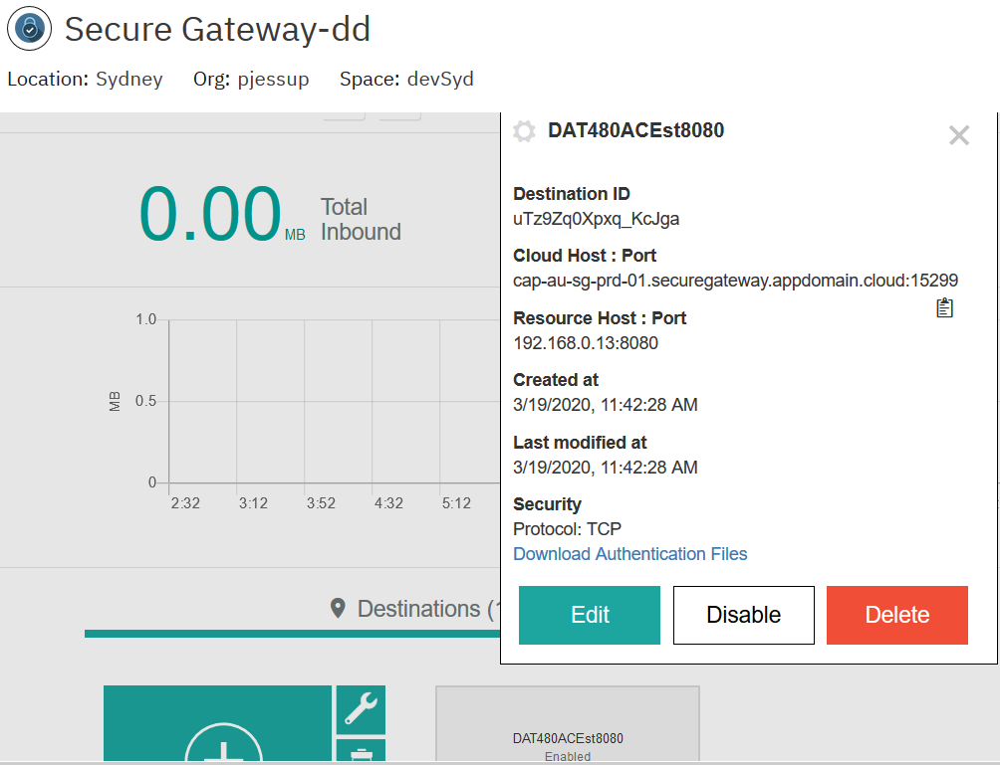 Secure Gateway-dd
Location: Sydney Org: pjessup Space: devSyd
0.00 MB Total Inbound
1.0
MB
0.5
0
2:32 3:12 3:52 4:32 5:12
Destinations (
DAT480ACEst8080
Destination ID
uTz9Zq0Xpxq_KcJga
Cloud Host : Port
cap-au-sg-prd-01.securegateway.appdomain.cloud:15299
Resource Host : Port
192.168.0.13:8080
Created at
3/19/2020, 11:42:28 AM
Last modified at
3/19/2020, 11:42:28 AM
Security
Protocol: TCP
Download Authentication Files
Edit Disable Delete
DAT480ACEst8080
Enabled